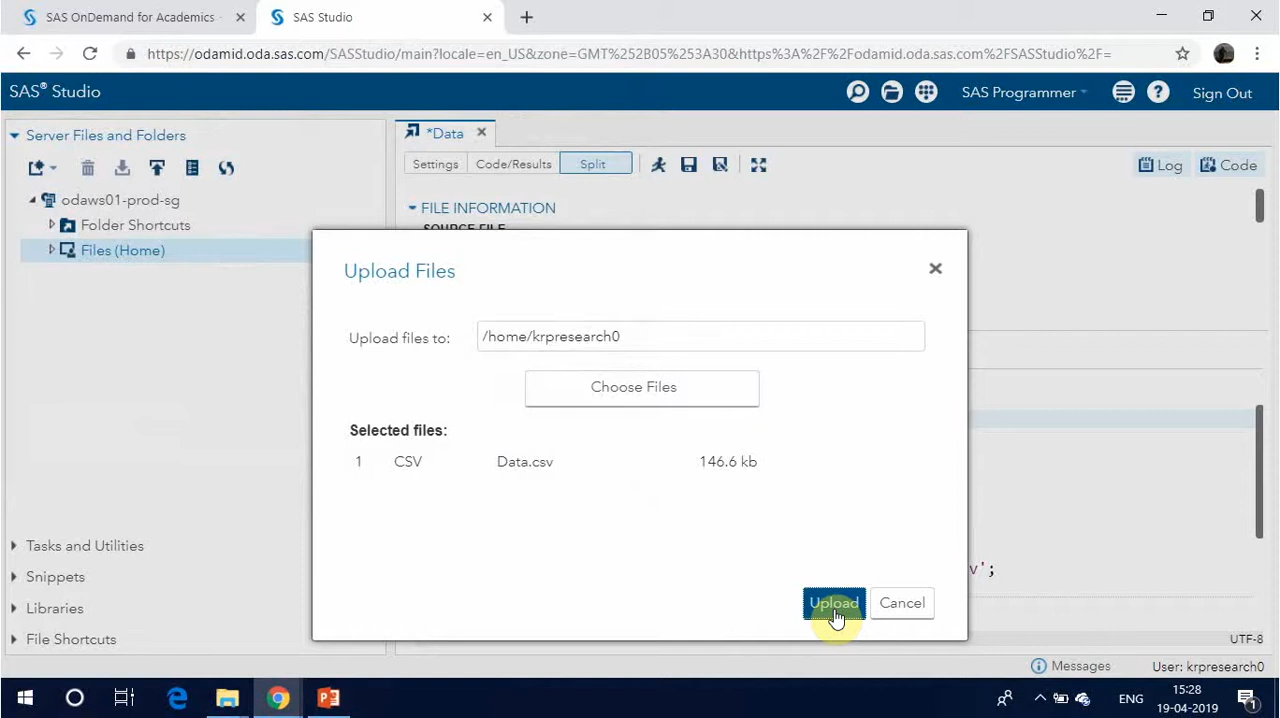 SAS OnDemand for Academics
SAS Studio
https://odamid.oda.sas.com/SASStudio/main?locale=en_US&zone=GMT%252B05%253A30&https%3A%2F%2Fodamid.oda.sas.com%2FSASStudio%2F=
SAS® Studio
SAS Programmer
Sign Out
Server Files and Folders
*Data
Settings
Code/Results
Split
Log
Code
odaws01-prod-sg
Folder Shortcuts
Files (Home)
FILE INFORMATION
SOURCE FILE
Upload Files
Upload files to:
/home/krpresearch0
Choose Files
Selected files:
1 CSV Data.csv 146.6 kb
v';
Upload
Cancel
Tasks and Utilities
Snippets
Libraries
File Shortcuts
UTF-8
Messages
User: krpresearch0
ENG
15:28
19-04-2019
1